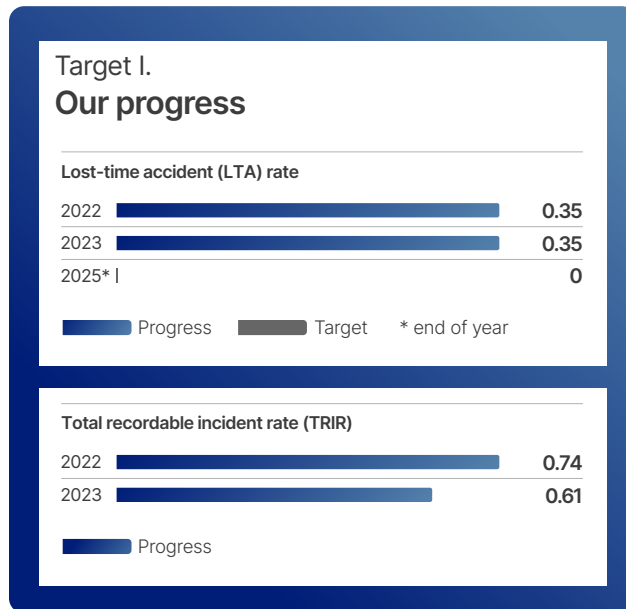 Target I.
Our progress
Lost-time accident (LTA) rate
2022 0.35
2023 0.35
2025* 0
Progress Target * end of year
Total recordable incident rate (TRIR)
2022 0.74
2023 0.61
Progress